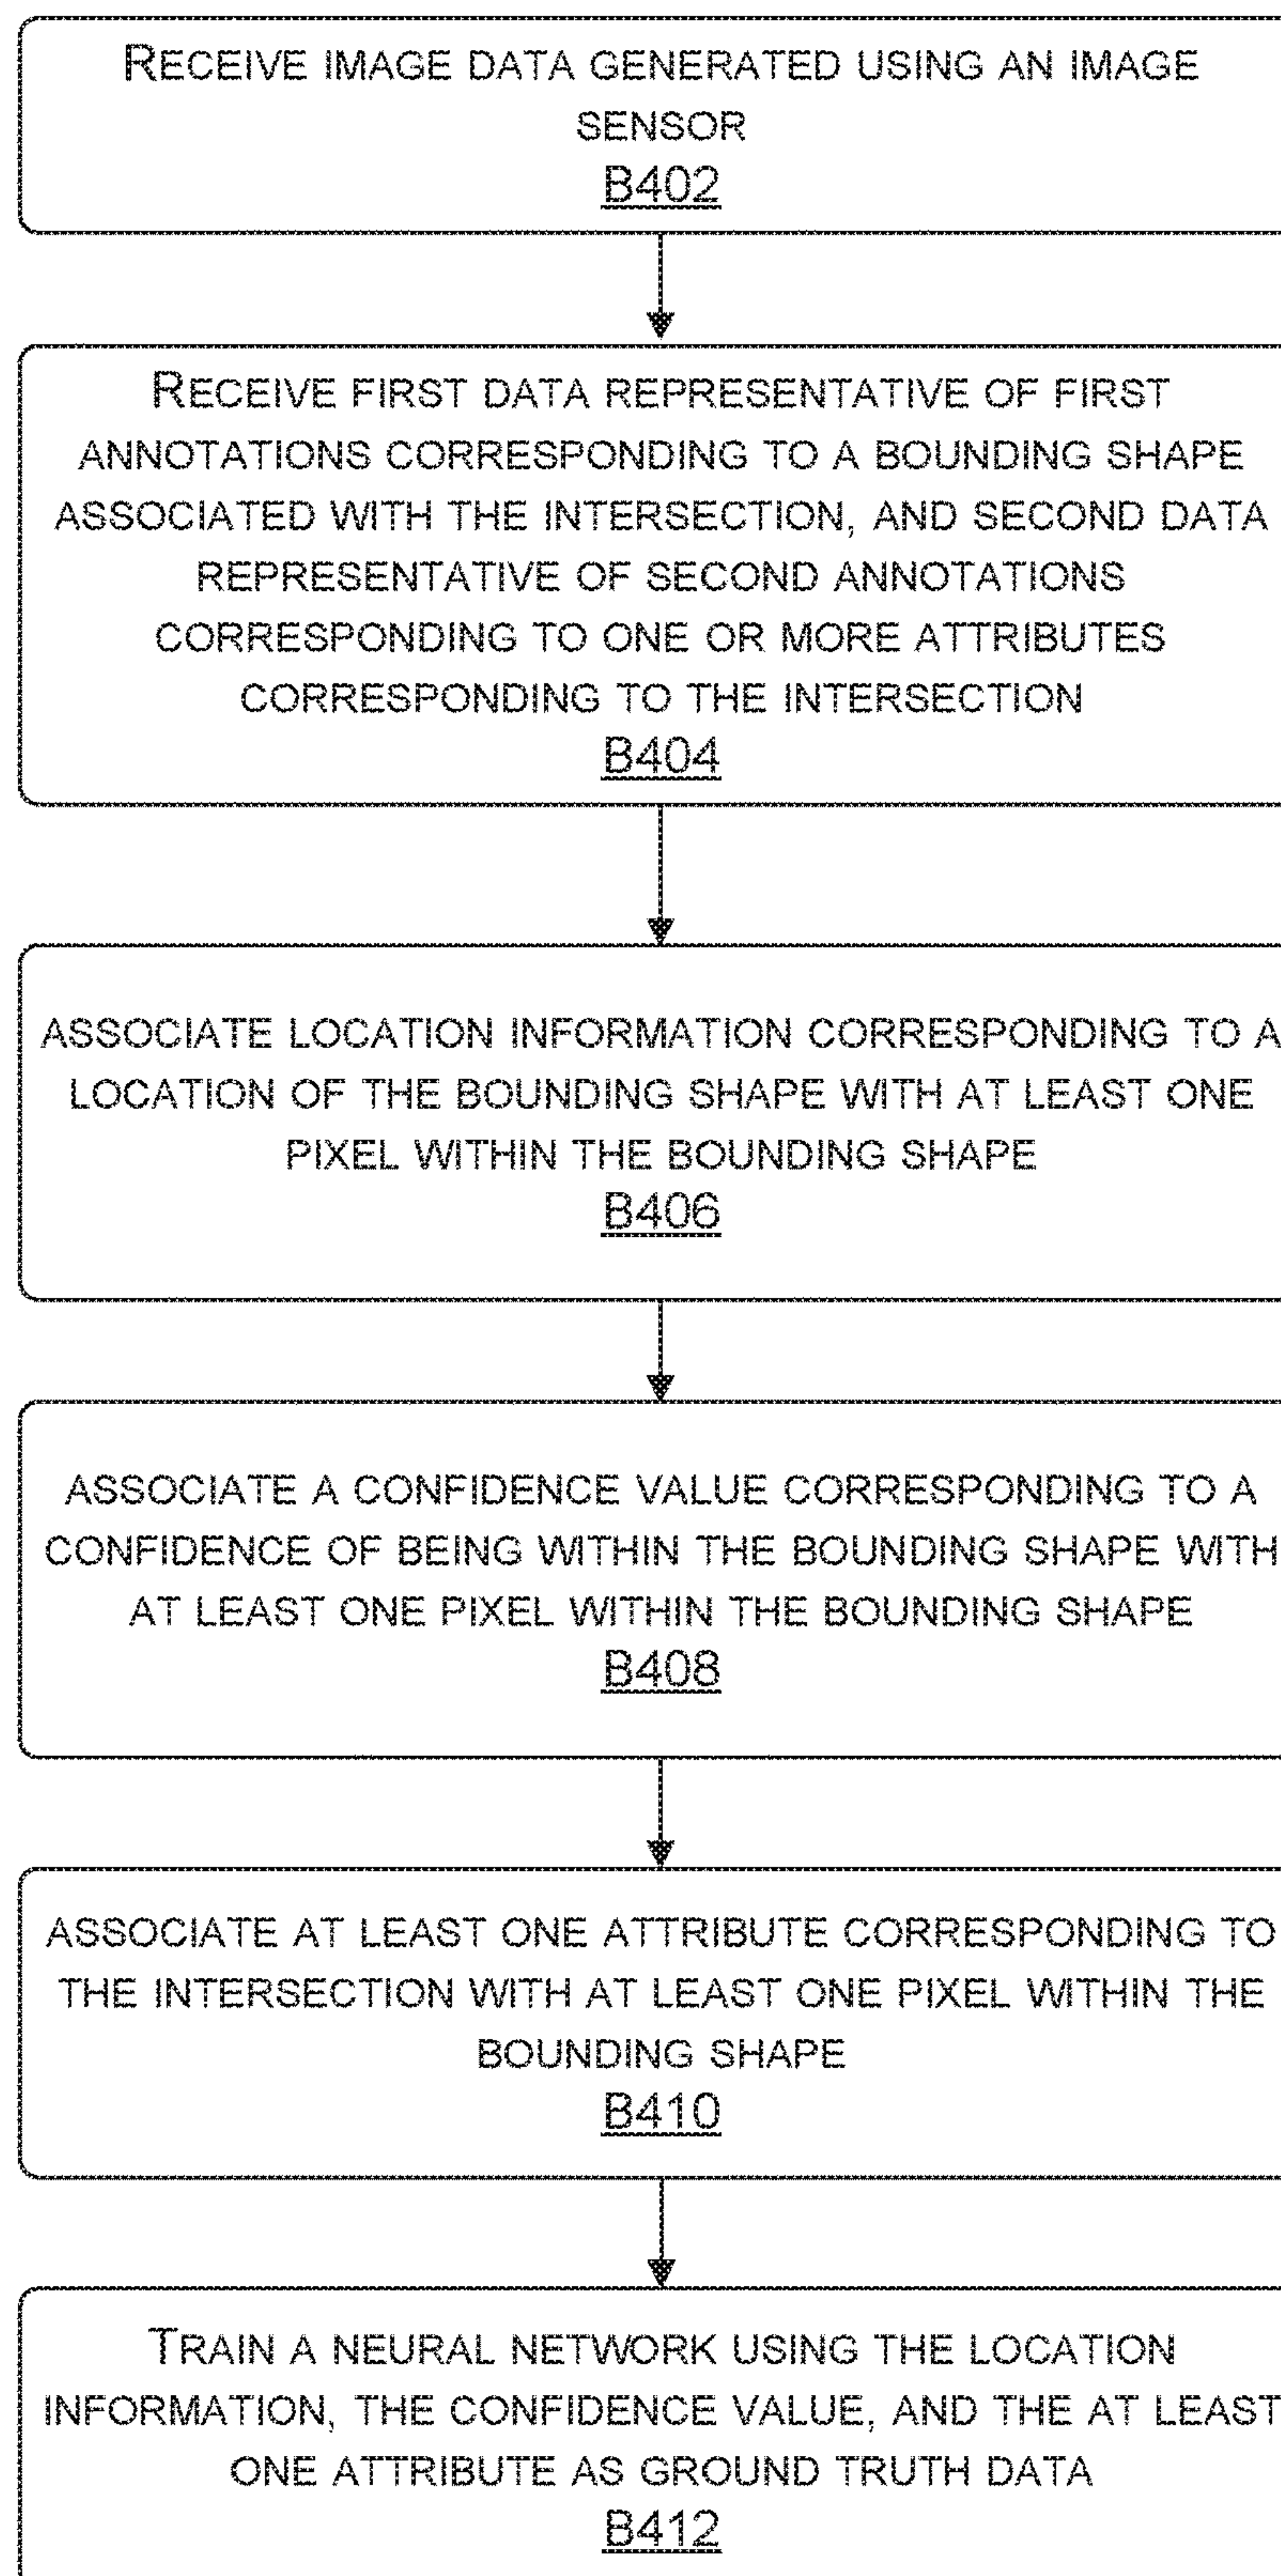 RECEIVE IMAGE DATA GENERATED USING AN IMAGE
SENSOR
B402
RECEIVE FIRST DATA REPRESENTATIVE OF FIRST
ANNOTATIONS CORRESPONDING TO A BOUNDING SHAPE
ASSOCIATED WITH THE INTERSECTION, AND SECOND DATA
REPRESENTATIVE OF SECOND ANNOTATIONS
CORRESPONDING TO ONE OR MORE ATTRIBUTES
CORRESPONDING TO THE INTERSECTION
B404
ASSOCIATE LOCATION INFORMATION CORRESPONDING TO A
LOCATION OF THE BOUNDING SHAPE WITH AT LEAST ONE
PIXEL WITHIN THE BOUNDING SHAPE
B406
ASSOCIATE A CONFIDENCE VALUE CORRESPONDING TO A
CONFIDENCE OF BEING WITHIN THE BOUNDING SHAPE WITH
AT LEAST ONE PIXEL WITHIN THE BOUNDING SHAPE
B408
ASSOCIATE AT LEAST ONE ATTRIBUTE CORRESPONDING TO
THE INTERSECTION WITH AT LEAST ONE PIXEL WITHIN THE
BOUNDING SHAPE
B410
TRAIN A NEURAL NETWORK USING THE LOCATION
INFORMATION, THE CONFIDENCE VALUE, AND THE AT LEAST
ONE ATTRIBUTE AS GROUND TRUTH DATA
B412